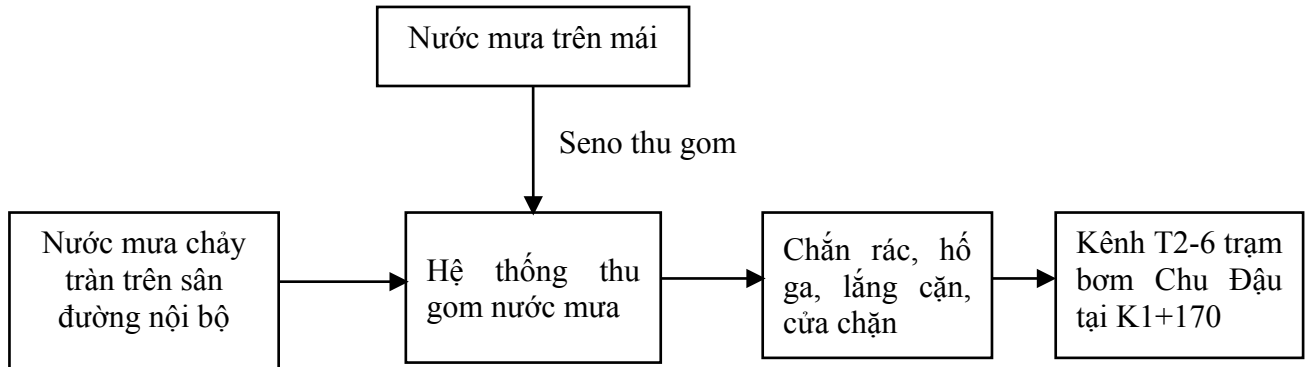 Nước mưa trên mái
Seno thu gom
Nước mưa chảy
tràn trên sân
đường nội bộ
Hệ thống thu
gom nước mưa
Chắn rác, hố
ga, lắng cặn,
cửa chặn
Kênh T2-6 trạm
bơm Chu Đậu
tại K1+170